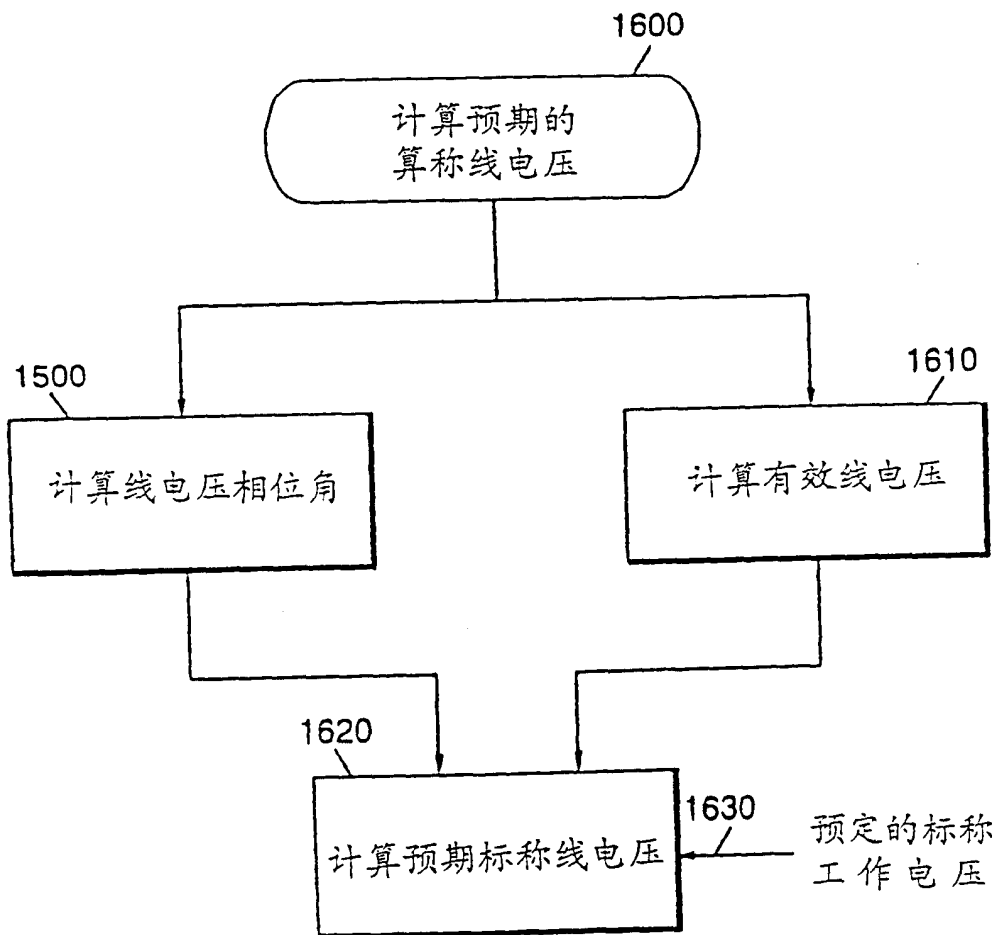 1600
计算预期的
算称线电压
1500
计算线电压相位角
1610
计算有效线电压
1620
计算预期标称线电压
1630
预定的标称
工作电压